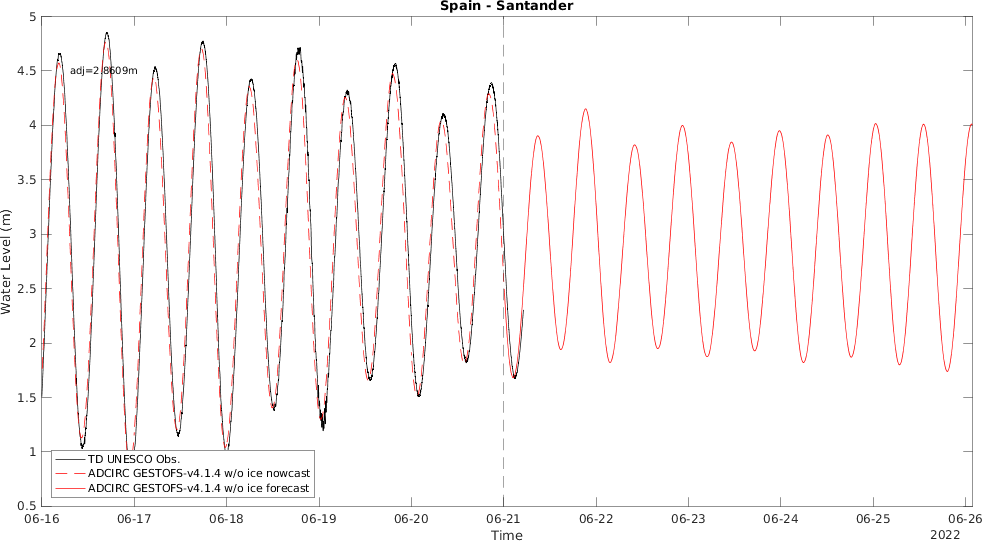 Spain - Santander
adj=2.8609m
5
4.5
4
3.5
3
2.5
2
1.5
1
0.5
Water Level (m)
TD UNESCO Obs.
ADCIRC GESTOFS-v4.1.4 w/o ice nowcast
ADCIRC GESTOFS-v4.1.4 w/o ice forecast
06-16 06-17 06-18 06-19 06-20 06-21 06-22 06-23 06-24 06-25 06-26
Time
2022